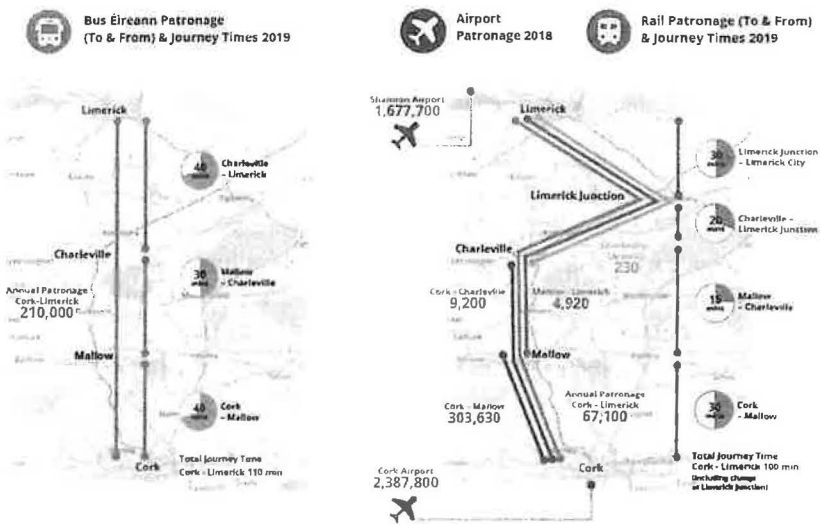 Bus Éireann Patronage
(To & From) & Journey Times 2019
Airport
Patronage 2018
Rail Patronage (To & From)
& Journey Times 2019
Limerick
40
mins
Charleville
- Limerick
Charleville
30
mins
Mallow
- Charleville
Annual Patronage
Cork-Limerick
210,000
Mallow
40
mins
Cork
- Mallow
Cork
Total Journey Time
Cork - Limerick 110 min
Shannon Airport
1,677,700
Limerick
30
mins
Limerick Junction
- Limerick City
Limerick Junction
20
mins
Charleville -
Limerick Junction
Charleville
230
Cork - Charleville
9,200
Mallow - Limerick
4,920
15
mins
Mallow
- Charleville
Mallow
Cork - Mallow
303,630
Annual Patronage
Cork - Limerick
67,100
30
mins
Cork
- Mallow
Cork
Total Journey Time
Cork - Limerick 100 min
(including change
at Limerick Junction)
Cork Airport
2,387,800